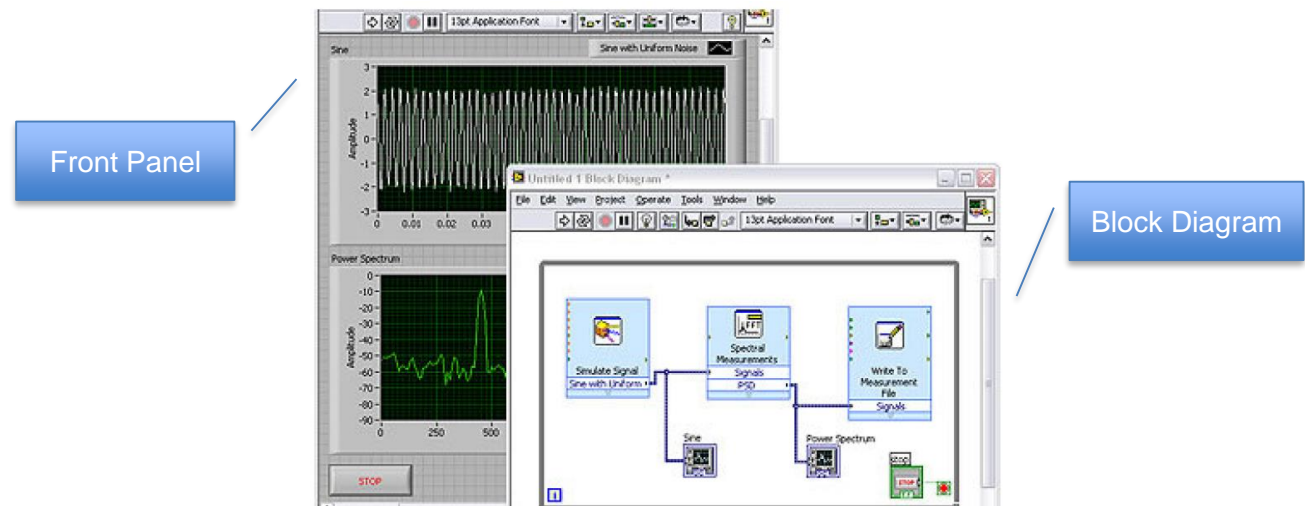 13pt Application Font
Sine
Sine with Uniform Noise
3
2
1
0
-1
-2
-3
Amplitude
0 0.01 0.02 0.03
Front Panel
Untitled 1 Block Diagram *
File Edit View Project Operate Tools Window Help
13pt Application Font
Block Diagram
Power Spectrum
0
-10
-20
-30
-40
-50
-60
-70
-80
-90
Amplitude
0 250 500
STOP
Simulate Signal
Sine with Uniform
FFT
Spectral
Measurements
Signals
PSD
Write To
Measurement
File
Signals
Sine
Power Spectrum
stop
STOP
TF
i